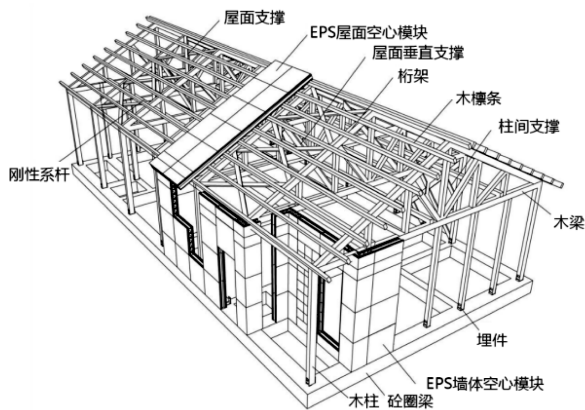 屋面支撑
EPS屋面空心模块
屋面垂直支撑
桁架
木檩条
柱间支撑
刚性系杆
木梁
埋件
EPS墙体空心模块
木柱
砼圈梁